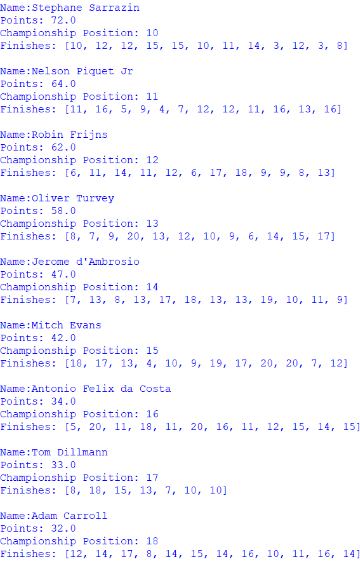 Name:Stephane Sarrazin
Points: 72.0
Championship Position: 10
Finishes: [10, 12, 12, 15, 15, 10, 11, 14, 3, 12, 3, 8]
Name:Nelson Piquet Jr
Points: 64.0
Championship Position: 11
Finishes: [11, 16, 5, 9, 4, 7, 12, 12, 11, 16, 13, 16]
Name:Robin Frijns
Points: 62.0
Championship Position: 12
Finishes: [6, 11, 14, 11, 12, 6, 17, 18, 9, 9, 8, 13]
Name:Oliver Turvey
Points: 58.0
Championship Position: 13
Finishes: [8, 7, 9, 20, 13, 12, 10, 9, 6, 14, 15, 17]
Name:Jerome d'Ambrosio
Points: 47.0
Championship Position: 14
Finishes: [7, 13, 8, 13, 17, 18, 13, 13, 19, 10, 11, 9]
Name:Mitch Evans
Points: 42.0
Championship Position: 15
Finishes: [18, 17, 13, 4, 10, 9, 19, 17, 20, 20, 7, 12]
Name:Antonio Felix da Costa
Points: 34.0
Championship Position: 16
Finishes: [5, 20, 11, 18, 11, 20, 16, 11, 12, 15, 14, 15]
Name:Tom Dillmann
Points: 33.0
Championship Position: 17
Finishes: [8, 18, 15, 13, 7, 10, 10]
Name:Adam Carroll
Points: 32.0
Championship Position: 18
Finishes: [12, 14, 17, 8, 14, 15, 14, 16, 10, 11, 16, 14]